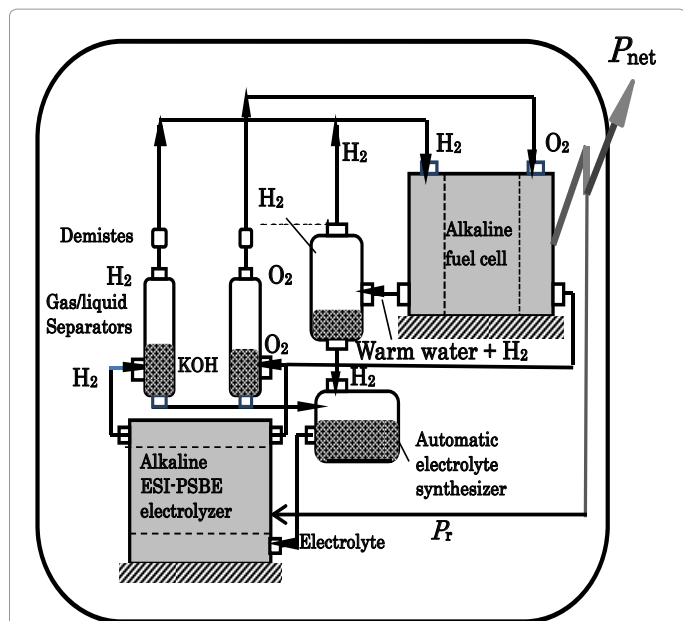 P_net
H₂
O₂
H₂
H₂
Demistes
Alkaline
fuel cell
H₂
O₂
Gas/liquid
Separators
O₂
KOH
Warm water + H₂
H₂
H₂
Alkaline
ESI-PSBE
electrolyzer
Automatic
electrolyte
synthesizer
P_r
Electrolyte